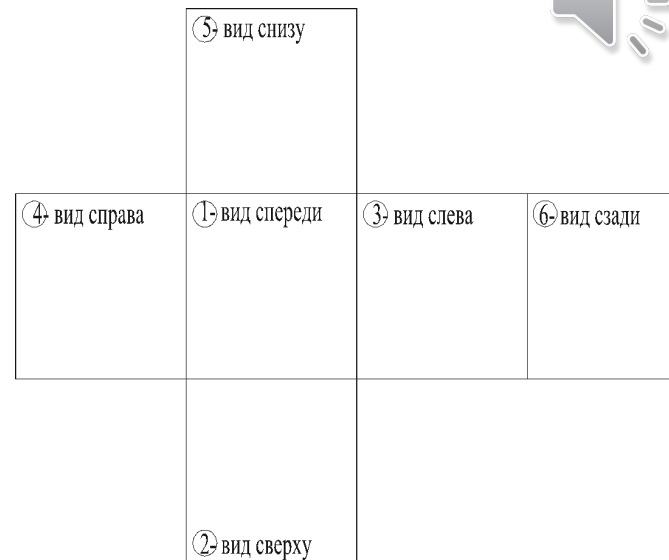 5- вид снизу
4- вид справа
1- вид спереди
3- вид слева
6- вид сзади
2- вид сверху